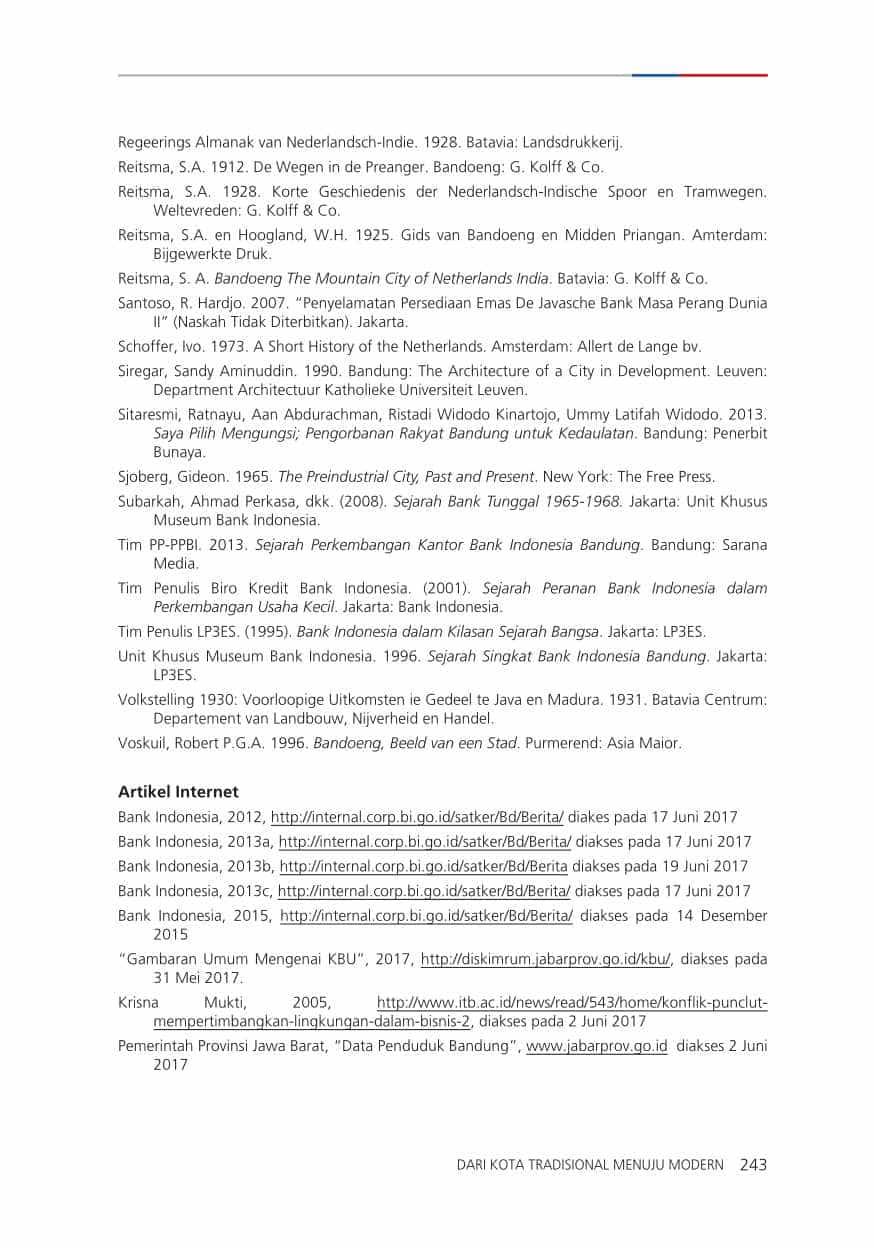 Regeerings Almanak van Nederlandsch-Indie. 1928. Batavia: Landsdrukkerij.
Reitsma, S.A. 1912. De Wegen in de Preanger. Bandoeng: G. Kolff & Co.
Reitsma, S.A. 1928. Korte Geschiedenis der Nederlandsch-Indische Spoor en Tramwegen.
Weltevreden: G. Kolff & Co.
Reitsma, S.A. en Hoogland, W.H. 1925. Gids van Bandoeng en Midden Priangan. Amterdam:
Bijgewerkte Druk.
Reitsma, S. A. Bandoeng The Mountain City of Netherlands India. Batavia: G. Kolff & Co.
Santoso, R. Hardjo. 2007. “Penyelamatan Persediaan Emas De Javasche Bank Masa Perang Dunia
II” (Naskah Tidak Diterbitkan). Jakarta.
Schoffer, Ivo. 1973. A Short History of the Netherlands. Amsterdam: Allert de Lange bv.
Siregar, Sandy Aminuddin. 1990. Bandung: The Architecture of a City in Development. Leuven:
Department Architectuur Katholieke Universiteit Leuven.
Sitaresmi, Ratnayu, Aan Abdurachman, Ristadi Widodo Kinartojo, Ummy Latifah Widodo. 2013.
Saya Pilih Mengungsi; Pengorbanan Rakyat Bandung untuk Kedaulatan. Bandung: Penerbit
Bunaya.
Sjoberg, Gideon. 1965. The Preindustrial City, Past and Present. New York: The Free Press.
Subarkah, Ahmad Perkasa, dkk. (2008). Sejarah Bank Tunggal 1965-1968. Jakarta: Unit Khusus
Museum Bank Indonesia.
Tim PP-PPBI. 2013. Sejarah Perkembangan Kantor Bank Indonesia Bandung. Bandung: Sarana
Media.
Tim Penulis Biro Kredit Bank Indonesia. (2001). Sejarah Peranan Bank Indonesia dalam
Perkembangan Usaha Kecil. Jakarta: Bank Indonesia.
Tim Penulis LP3ES. (1995). Bank Indonesia dalam Kilasan Sejarah Bangsa. Jakarta: LP3ES.
Unit Khusus Museum Bank Indonesia. 1996. Sejarah Singkat Bank Indonesia Bandung. Jakarta:
LP3ES.
Volkstelling 1930: Voorloopige Uitkomsten ie Gedeel te Java en Madura. 1931. Batavia Centrum:
Departement van Landbouw, Nijverheid en Handel.
Voskuil, Robert P.G.A. 1996. Bandoeng, Beeld van een Stad. Purmerend: Asia Maior.
Artikel Internet
Bank Indonesia, 2012, http://internal.corp.bi.go.id/satker/Bd/Berita/ diakes pada 17 Juni 2017
Bank Indonesia, 2013a, http://internal.corp.bi.go.id/satker/Bd/Berita/ diakses pada 17 Juni 2017
Bank Indonesia, 2013b, http://internal.corp.bi.go.id/satker/Bd/Berita diakses pada 19 Juni 2017
Bank Indonesia, 2013c, http://internal.corp.bi.go.id/satker/Bd/Berita/ diakses pada 17 Juni 2017
Bank Indonesia, 2015, http://internal.corp.bi.go.id/satker/Bd/Berita/ diakses pada 14 Desember
2015
“Gambaran Umum Mengenai KBU”, 2017, http://diskimrum.jabarprov.go.id/kbu/, diakses pada
31 Mei 2017.
Krisna Mukti, 2005, http://www.itb.ac.id/news/read/543/home/konflik-punclut-
mempertimbangkan-lingkungan-dalam-bisnis-2, diakses pada 2 Juni 2017
Pemerintah Provinsi Jawa Barat, “Data Penduduk Bandung”, www.jabarprov.go.id diakses 2 Juni
2017
DARI KOTA TRADISIONAL MENUJU MODERN 243